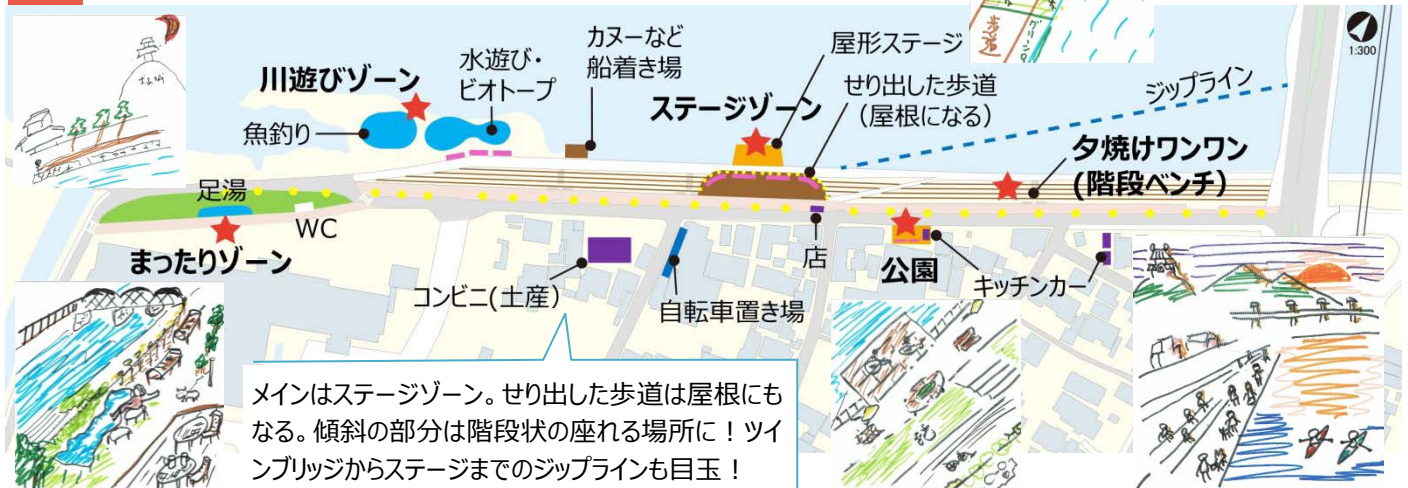 歩道
グリーン
1:300
カヌーなど
船着き場
屋形ステージ
水遊び・
ビオトープ
川遊びゾーン
ステージゾーン
せり出した歩道
（屋根になる）
ジップライン
魚釣り
夕焼けワンワン
(階段ベンチ）
足湯
WC
まったりゾーン
店
公園
キッチンカー
コンビニ(土産）
自転車置き場
メインはステージゾーン。せり出した歩道は屋根にも
なる。傾斜の部分は階段状の座れる場所に！ツイ
ンブリッジからステージまでのジップラインも目玉！